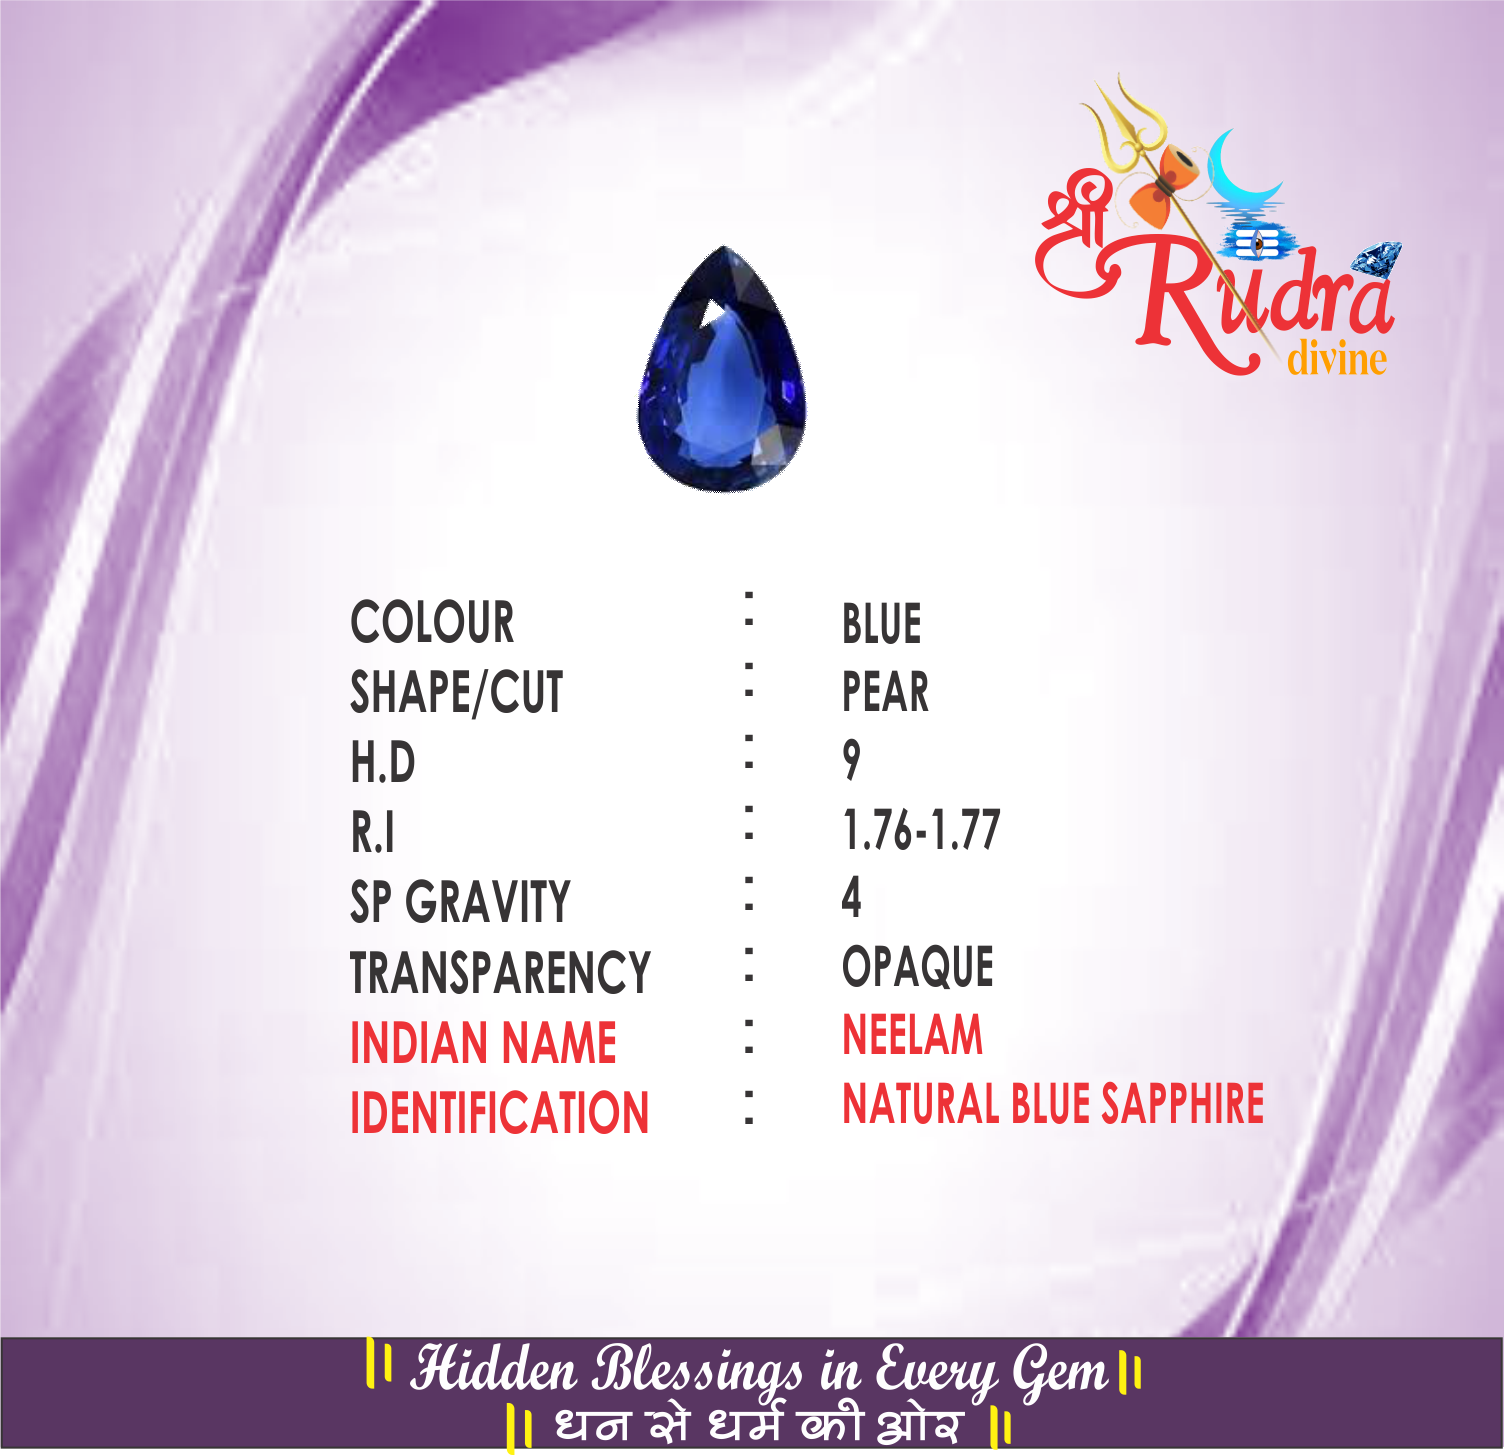 श्री Rudra
divine
COLOUR : BLUE
SHAPE/CUT : PEAR
H.D : 9
R.I : 1.76-1.77
SP GRAVITY : 4
TRANSPARENCY : OPAQUE
INDIAN NAME : NEELAM
IDENTIFICATION : NATURAL BLUE SAPPHIRE
|| Hidden Blessings in Every Gem ||
|| धन से धर्म की ओर ||